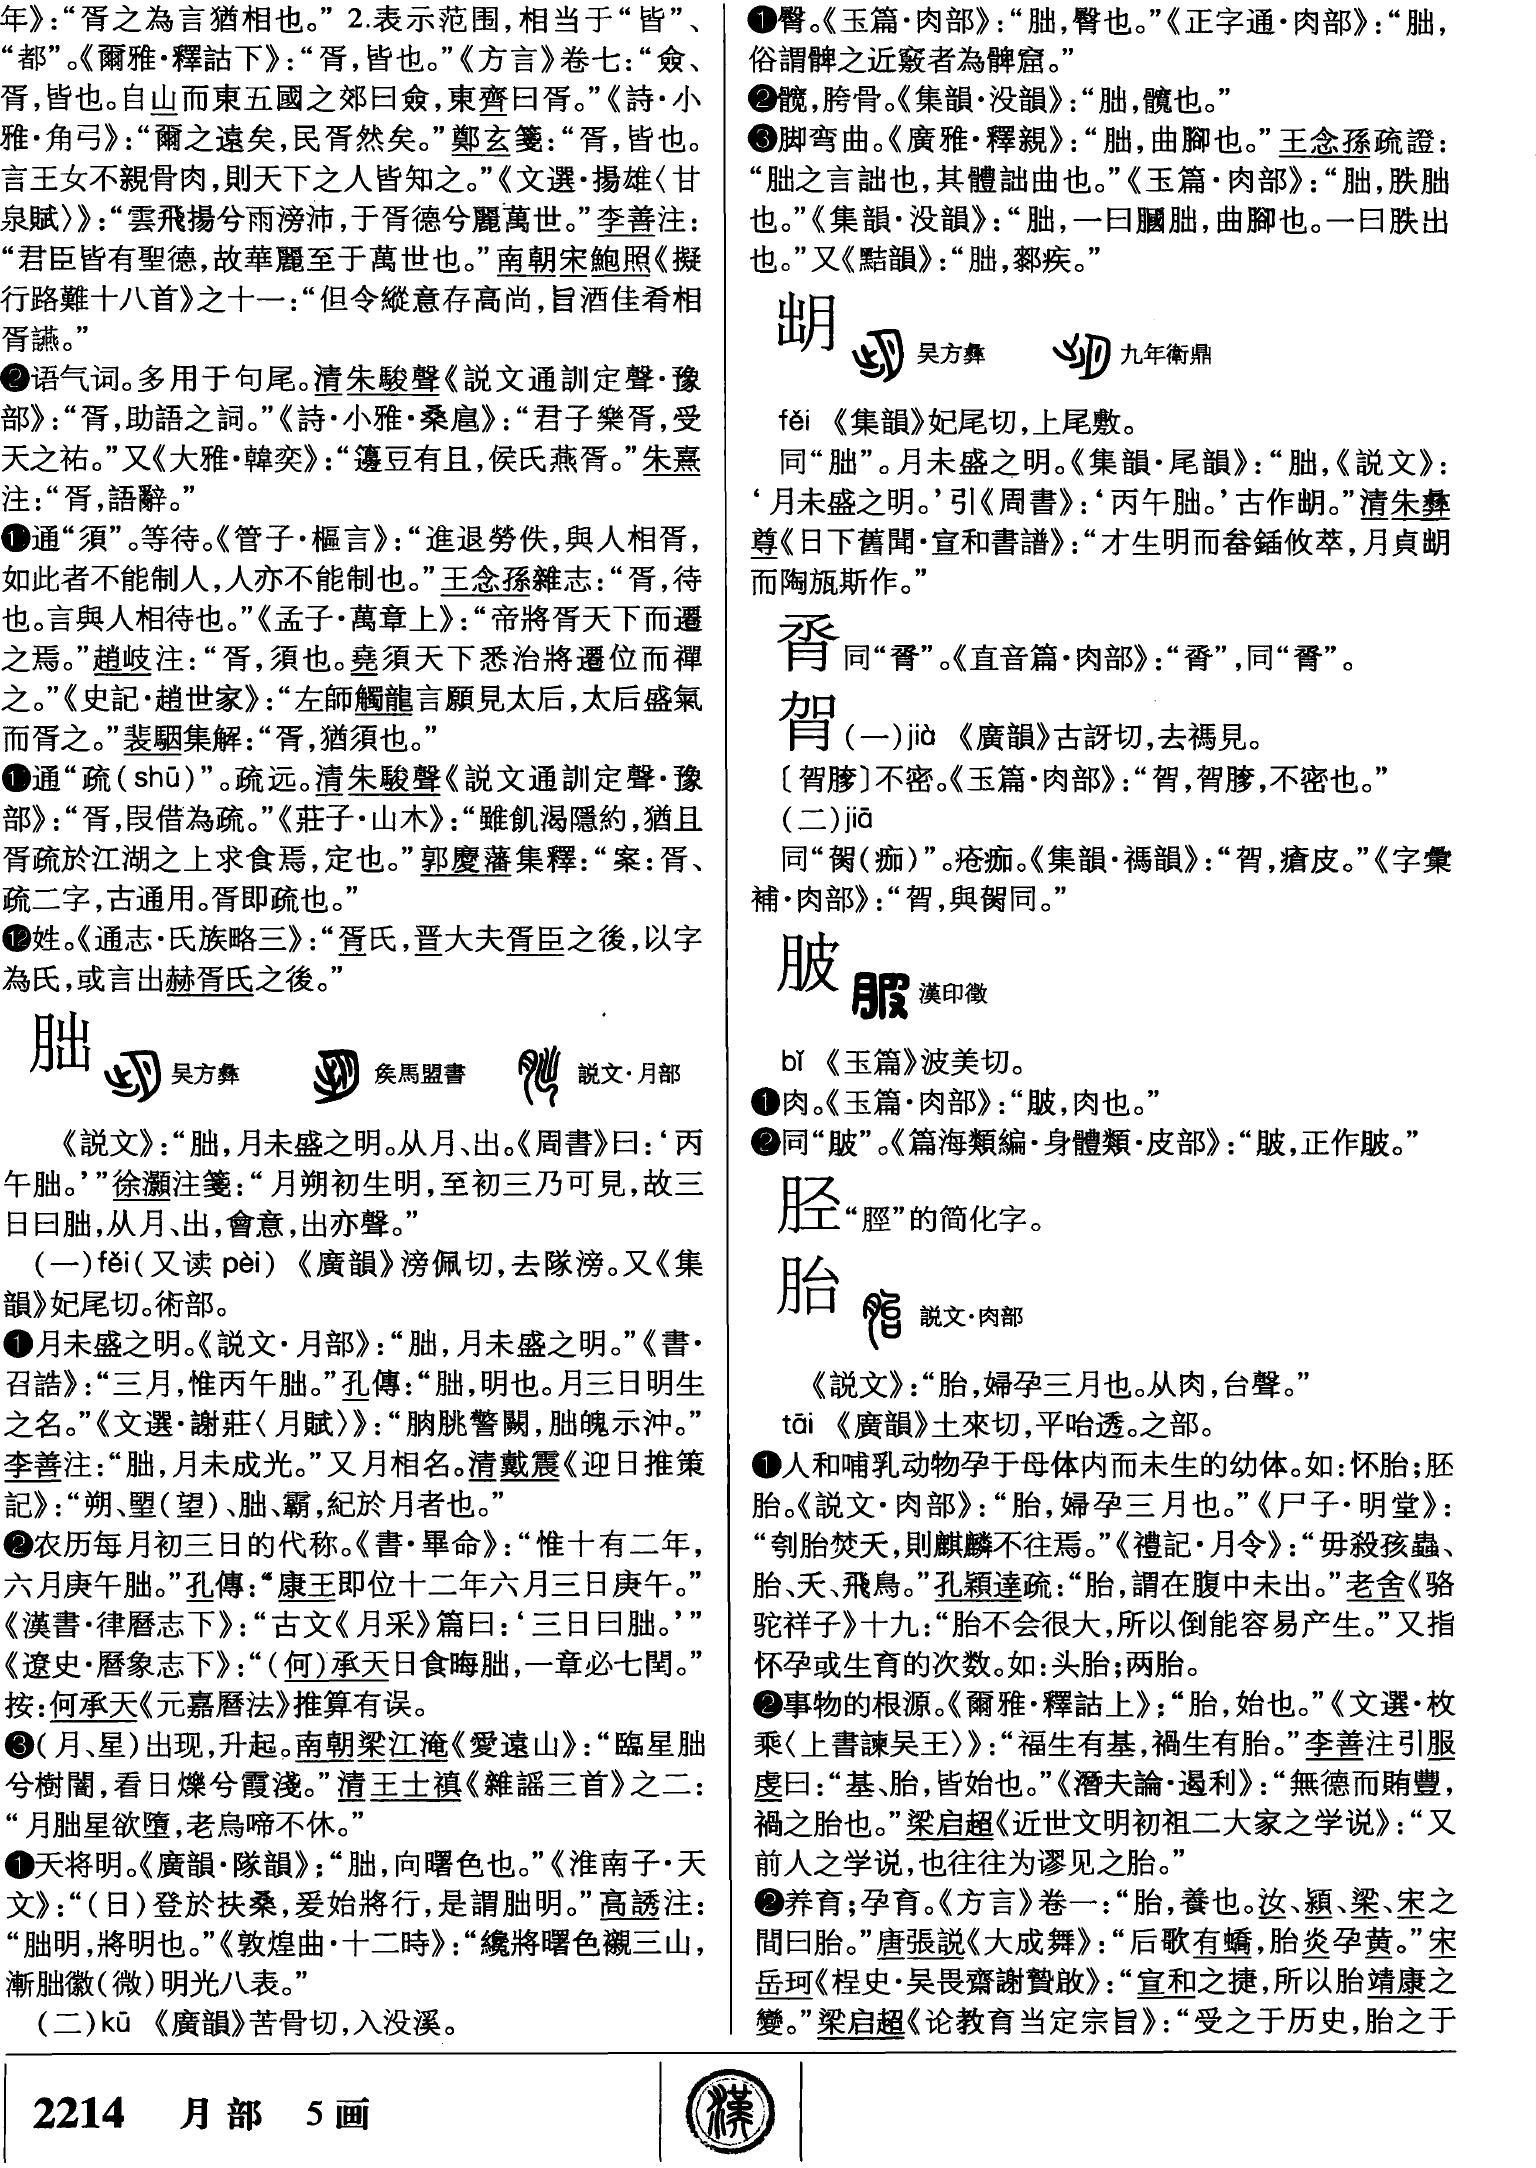 年》：“胥之為言猶相也。”2.表示范围，相当于“皆”、
“都”。《爾雅·釋詁下》：“胥，皆也。”《方言》卷七：“僉、
胥，皆也。自山而東五國之郊曰僉，東齊曰胥。”《詩·小
雅·角弓》：“爾之遠矣，民胥然矣。”鄭玄箋：“胥，皆也。
言王女不親骨肉，則天下之人皆知之。”《文選·揚雄〈甘
泉賦〉》：“雲飛揚兮雨滂沛，于胥德兮麗萬世。”李善注：
“君臣皆有聖德，故華麗至于萬世也。”南朝宋鮑照《擬
行路難十八首》之十一：“但令縱意存高尚，旨酒佳肴相
胥讌。”
❷语气词。多用于句尾。清朱駿聲《説文通訓定聲·豫
部》：“胥，助語之詞。”《詩·小雅·桑扈》：“君子樂胥，受
天之祐。”又《大雅·韓奕》：“籩豆有且，侯氏燕胥。”朱熹
注：“胥，語辭。”
❶通“須”。等待。《管子·樞言》：“進退勞佚，與人相胥，
如此者不能制人，人亦不能制也。”王念孫雜志：“胥，待
也。言與人相待也。”《孟子·萬章上》：“帝將胥天下而遷
之焉。”趙岐注：“胥，須也。堯須天下悉治將遷位而禪
之。”《史記·趙世家》：“左師觸龍言願見太后，太后盛氣
而胥之。”裴駰集解：“胥，猶須也。”
❶通“疏(shū)”。疏远。清朱駿聲《説文通訓定聲·豫
部》：“胥，叚借為疏。”《莊子·山木》：“雖飢渴隱約，猶且
胥疏於江湖之上求食焉，定也。”郭慶藩集釋：“案：胥、
疏二字，古通用。胥即疏也。”
⓬姓。《通志·氏族略三》：“胥氏，晋大夫胥臣之後，以字
為氏，或言出赫胥氏之後。”
朏 吴方彝 矦馬盟書 説文·月部
《説文》：“朏，月未盛之明。从月、出。《周書》曰：‘丙
午朏。’”徐灝注箋：“月朔初生明，至初三乃可見，故三
日曰朏，从月、出，會意，出亦聲。”
(一)fěi(又读 pèi) 《廣韻》滂佩切，去隊滂。又《集
韻》妃尾切。術部。
❶月未盛之明。《説文·月部》：“朏，月未盛之明。”《書·
召誥》：“三月，惟丙午朏。”孔傳：“朏，明也。月三日明生
之名。”《文選·謝莊〈月賦〉》：“朒朓警闕，朏魄示沖。”
李善注：“朏，月未成光。”又月相名。清戴震《迎日推策
記》：“朔、朢(望)、朏、霸，紀於月者也。”
❷农历每月初三日的代称。《書·畢命》：“惟十有二年，
六月庚午朏。”孔傳：“康王即位十二年六月三日庚午。”
《漢書·律曆志下》：“古文《月采》篇曰：‘三日曰朏。’”
《遼史·曆象志下》：“(何)承天日食晦朏，一章必七閏。”
按：何承天《元嘉曆法》推算有误。
❸(月、星)出现，升起。南朝梁江淹《愛遠山》：“臨星朏
兮樹闇，看日爍兮霞淺。”清王士禛《雜謡三首》之二：
“月朏星欲墮，老烏啼不休。”
❶天将明。《廣韻·隊韻》：“朏，向曙色也。”《淮南子·天
文》：“(日)登於扶桑，爰始將行，是謂朏明。”高誘注：
“朏明，將明也。”《敦煌曲·十二時》：“纔將曙色襯三山，
漸朏徽(微)明光八表。”
(二)kū 《廣韻》苦骨切，入没溪。
❶臀。《玉篇·肉部》：“朏，臀也。”《正字通·肉部》：“朏，
俗謂髀之近竅者為髀窟。”
❷髖，胯骨。《集韻·没韻》：“朏，髖也。”
❸脚弯曲。《廣雅·釋親》：“朏，曲腳也。”王念孫疏證：
“朏之言詘也，其體詘曲也。”《玉篇·肉部》：“朏，胅朏
也。”《集韻·没韻》：“朏，一曰膕朏，曲腳也。一曰胅出
也。”又《黠韻》：“朏，厀疾。”
𣍧 吴方彝 九年衛鼎
fěi 《集韻》妃尾切，上尾敷。
同“朏”。月未盛之明。《集韻·尾韻》：“朏，《説文》：
‘月未盛之明。’引《周書》：‘丙午朏。’古作𣍧。”清朱彝
尊《日下舊聞·宣和書譜》：“才生明而畚鍤攸萃，月貞𣍧
而陶瓬斯作。”
同“脀”。《直音篇·肉部》：“脀”，同“脀”。
䏧(一)jià 《廣韻》古訝切，去禡見。
〔䏧䏧〕不密。《玉篇·肉部》：“䏧，不密也。”
(二)jiā
同“痂”。疮痂。《集韻·禡韻》：“瘡皮。”《字彙
補·肉部》：“與同。”
䏢 漢印徵
bǐ 《玉篇》波美切。
❶肉。《玉篇·肉部》：“䏢，肉也。”
❷同“䏢”。《篇海類編·身體類·皮部》：“䏢，正作䏢。”
胫“脛”的简化字。
胎 説文·肉部
《説文》：“胎，婦孕三月也。从肉，台聲。”
tāi 《廣韻》土來切，平咍透。之部。
❶人和哺乳动物孕于母体内而未生的幼体。如：怀胎；胚
胎。《説文·肉部》：“胎，婦孕三月也。”《尸子·明堂》：
“刳胎焚夭，則麒麟不往焉。”《禮記·月令》：“毋殺孩蟲、
胎、夭、飛鳥。”孔穎達疏：“胎，謂在腹中未出。”老舍《骆
驼祥子》十九：“胎不会很大，所以倒能容易产生。”又指
怀孕或生育的次数。如：头胎；两胎。
❷事物的根源。《爾雅·釋詁上》：“胎，始也。”《文選·枚
乘〈上書諫吴王〉》：“福生有基，禍生有胎。”李善注引服
虔曰：“基、胎，皆始也。”《潛夫論·遏利》：“無德而賄豐，
禍之胎也。”梁启超《近世文明初祖二大家之学说》：“又
前人之学说，也往往为谬见之胎。”
❷养育；孕育。《方言》卷一：“胎，養也。汝、潁、梁、宋之
間曰胎。”唐張説《大成舞》：“后歌有蟜，胎炎孕黄。”宋
岳珂《桯史·吴畏齋謝贄啟》：“宣和之捷，所以胎靖康之
變。”梁启超《论教育当定宗旨》：“受之于历史，胎之于
2214 月部 5画
漢